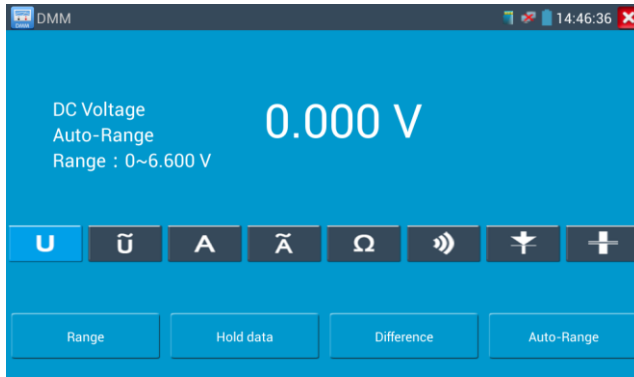 DMM
DMM
14:46:36
DC Voltage
Auto-Range
Range : 0~6.600 V
0.000 V
U
Ũ
A
Ã
Ω
Range
Hold data
Difference
Auto-Range